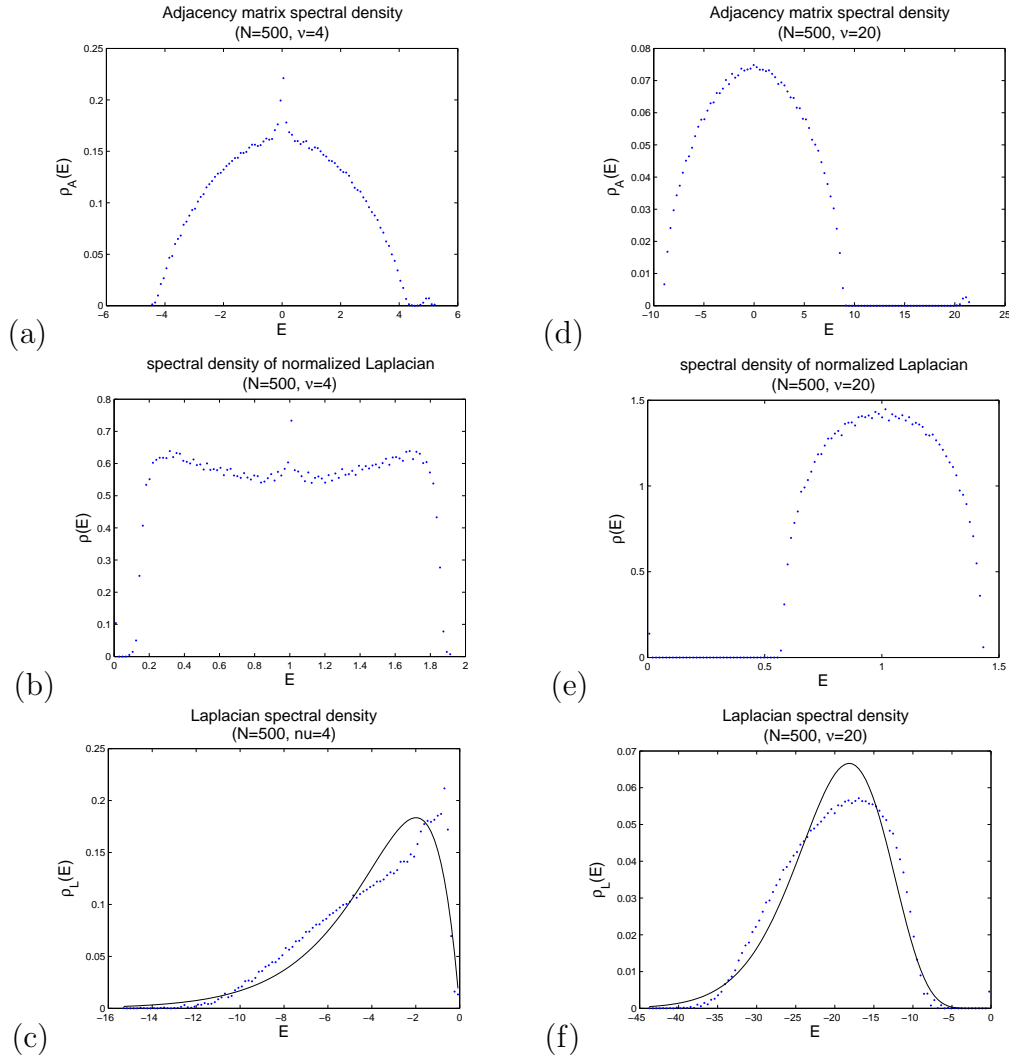 Adjacency matrix spectral density
(N=500, ν=4)
0.25
0.2
0.15
0.1
0.05
0
ρA(E)
−6 −4 −2 0 2 4 6
E
(a)
Adjacency matrix spectral density
(N=500, ν=20)
0.08
0.07
0.06
0.05
0.04
0.03
0.02
0.01
0
ρA(E)
−10 −5 0 5 10 15 20 25
E
(d)
spectral density of normalized Laplacian
(N=500, ν=4)
0.8
0.7
0.6
0.5
0.4
0.3
0.2
0.1
0
ρ(E)
0 0.2 0.4 0.6 0.8 1 1.2 1.4 1.6 1.8 2
E
(b)
spectral density of normalized Laplacian
(N=500, ν=20)
1.5
1
0.5
0
ρ(E)
0 0.5 1 1.5
E
(e)
Laplacian spectral density
(N=500, nu=4)
0.25
0.2
0.15
0.1
0.05
0
ρL(E)
−16 −14 −12 −10 −8 −6 −4 −2 0
E
(c)
Laplacian spectral density
(N=500, ν=20)
0.07
0.06
0.05
0.04
0.03
0.02
0.01
0
ρL(E)
−45 −40 −35 −30 −25 −20 −15 −10 −5 0
E
(f)